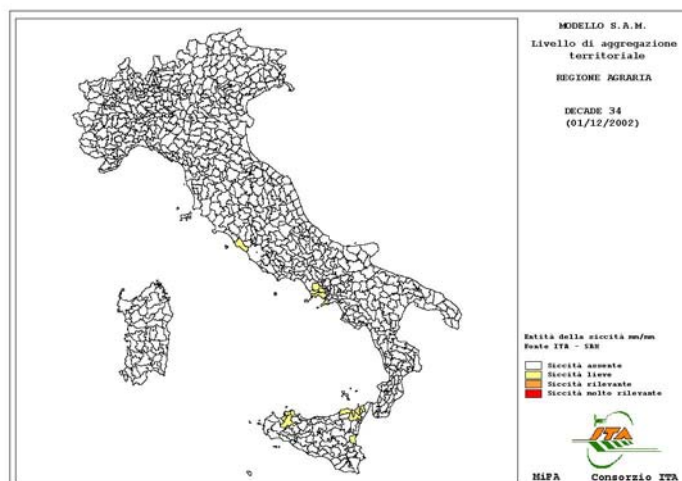 MODELLO S.A.M.
Livello di aggregazione
territoriale
REGIONE AGRARIA
DECADE 34
(01/12/2002)
Entità della siccità mm/mm
Fonte ITA - SAM
Siccità assente
Siccità lieve
Siccità rilevante
Siccità molto rilevante
ITA
MiPA Consorzio ITA